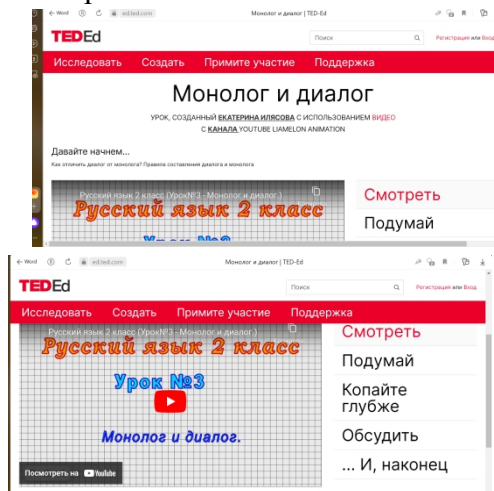 ← Word
ed.ted.com
Монолог и диалог | TED-Ed
TEDEd
Поиск
Регистрация или Вход
Исследовать Создать Примите участие Поддержка
Монолог и диалог
УРОК, СОЗДАННЫЙ ЕКАТЕРИНА ИЛЯСОВА С ИСПОЛЬЗОВАНИЕМ ВИДЕО
С КАНАЛА YOUTUBE LIAMELON ANIMATION
Давайте начнем...
Как отличить диалог от монолога? Правила составления диалога и монолога
Русский язык 2 класс (Урок№3 - Монолог и диалог.)
Русский язык 2 класс
Урок №3
Смотреть
Подумай
← Word
ed.ted.com
Монолог и диалог | TED-Ed
TEDEd
Поиск
Регистрация или Вход
Исследовать Создать Примите участие Поддержка
Русский язык 2 класс (Урок№3 - Монолог и диалог.)
Русский язык 2 класс
Урок №3
Монолог и диалог.
Посмотреть на YouTube
Смотреть
Подумай
Копайте
глубже
Обсудить
... И, наконец